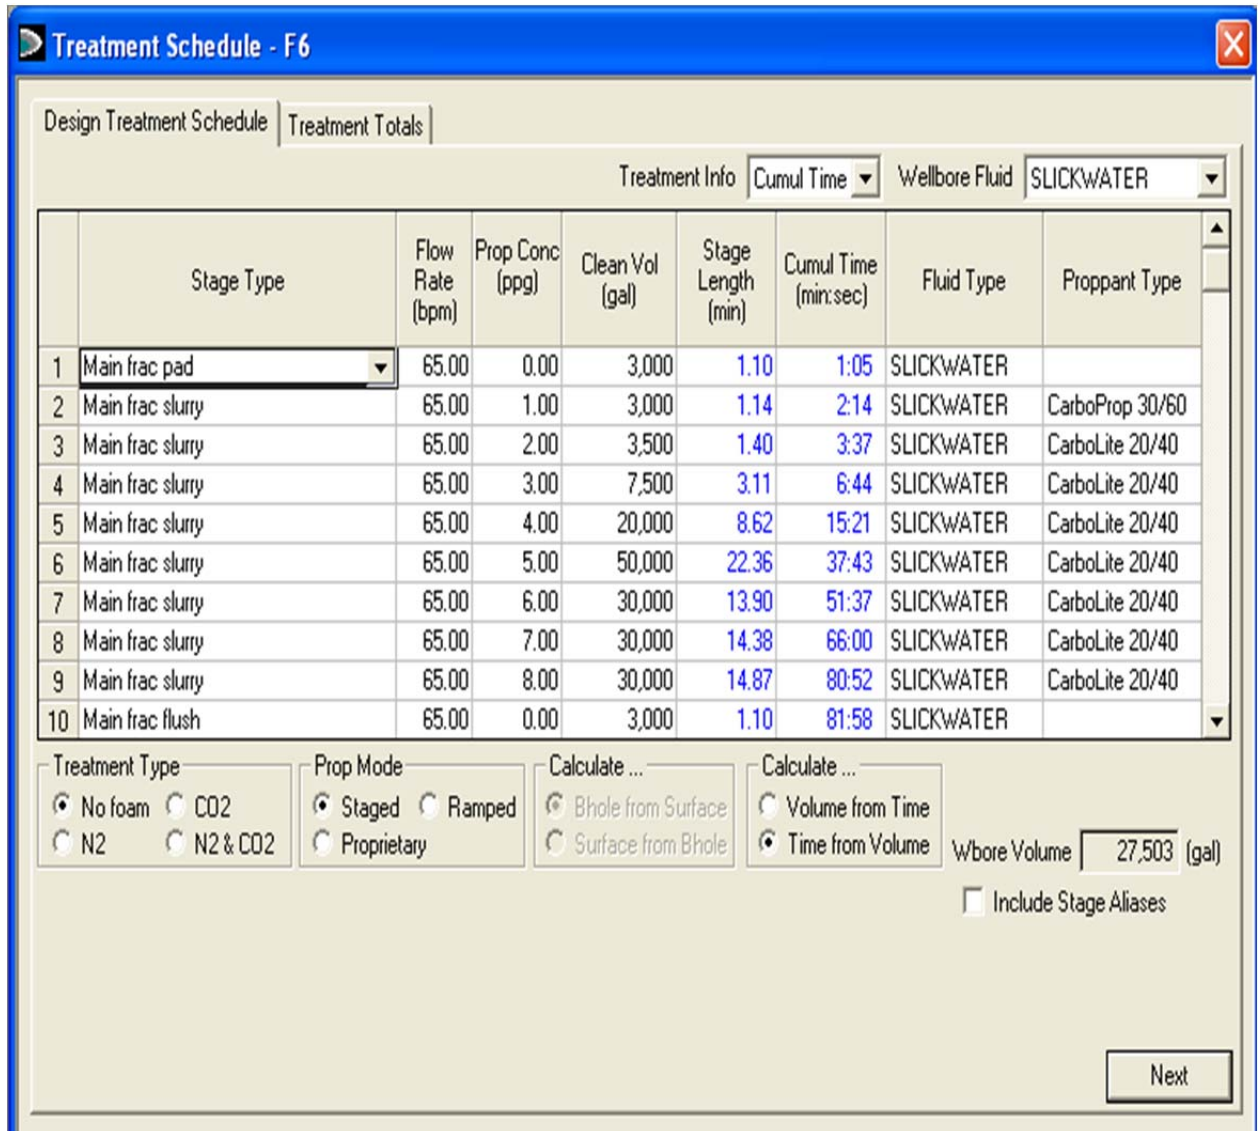 Treatment Schedule - F6
Design Treatment Schedule Treatment Totals
Treatment Info Cumul Time Wellbore Fluid SLICKWATER
Stage Type Flow Rate (bpm) Prop Conc (ppg) Clean Vol (gal) Stage Length (min) Cumul Time (min:sec) Fluid Type Proppant Type
1 Main frac pad 65.00 0.00 3,000 1.10 1:05 SLICKWATER
2 Main frac slurry 65.00 1.00 3,000 1.14 2:14 SLICKWATER CarboProp 30/60
3 Main frac slurry 65.00 2.00 3,500 1.40 3:37 SLICKWATER CarboLite 20/40
4 Main frac slurry 65.00 3.00 7,500 3.11 6:44 SLICKWATER CarboLite 20/40
5 Main frac slurry 65.00 4.00 20,000 8.62 15:21 SLICKWATER CarboLite 20/40
6 Main frac slurry 65.00 5.00 50,000 22.36 37:43 SLICKWATER CarboLite 20/40
7 Main frac slurry 65.00 6.00 30,000 13.90 51:37 SLICKWATER CarboLite 20/40
8 Main frac slurry 65.00 7.00 30,000 14.38 66:00 SLICKWATER CarboLite 20/40
9 Main frac slurry 65.00 8.00 30,000 14.87 80:52 SLICKWATER CarboLite 20/40
10 Main frac flush 65.00 0.00 3,000 1.10 81:58 SLICKWATER
Treatment Type Prop Mode Calculate ... Calculate ...
No foam CO2 Staged Ramped Bhole from Surface Volume from Time
N2 N2 & CO2 Proprietary Surface from Bhole Time from Volume Wbore Volume 27,503 (gal)
Include Stage Aliases
Next